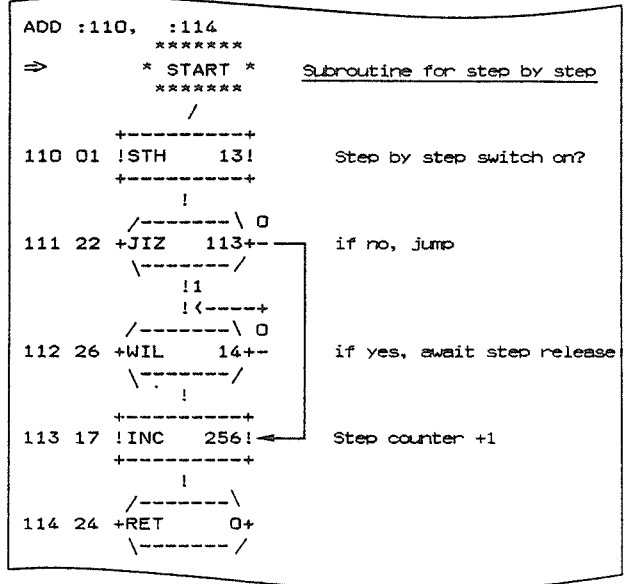 ADD :110, :114
*******
⇒ * START * Subroutine for step by step
*******
/
+----------+
110 01 !STH 13! Step by step switch on?
+----------+
!
/-------\ 0
111 22 +JIZ 113+- if no, jump
\-------/
!1
!<----+
/-------\ 0
112 26 +WIL 14+- if yes, await step release
\-------/
!
+----------+
113 17 !INC 256! Step counter +1
+----------+
!
/-------\
114 24 +RET 0+
\-------/